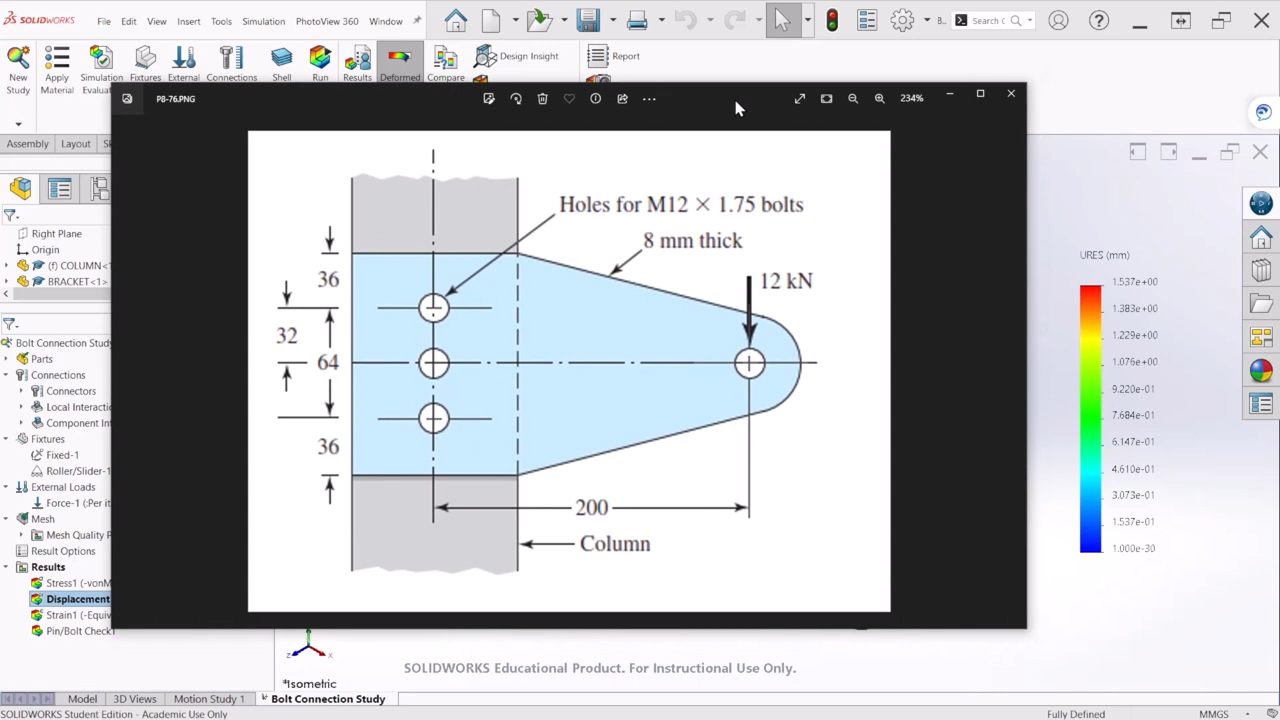 SOLIDWORKS
File Edit View Insert Tools Simulation PhotoView 360 Window
B...
Search C
New Study
Apply Material
Simulation Evalua
Fixtures
External
Connections
Shell
Run
Results
Deformed
Compare
Design Insight
Report
P8-76.PNG
234%
Assembly Layout Sk
Right Plane
Origin
(f) COLUMN<
BRACKET<1>
Bolt Connection Study
Parts
Connections
Connectors
Local Interactio
Component Int
Fixtures
Fixed-1
Roller/Slider-1
External Loads
Force-1 (:Per it
Mesh
Mesh Quality P
Result Options
Results
Stress1 (-vonM
Displacement
Strain1 (-Equiv
Pin/Bolt Check1
Holes for M12 × 1.75 bolts
8 mm thick
12 kN
36
32
64
36
200
Column
URES (mm)
1.537e+00
1.383e+00
1.229e+00
1.076e+00
9.220e-01
7.684e-01
6.147e-01
4.610e-01
3.073e-01
1.537e-01
1.000e-30
z x
SOLIDWORKS Educational Product. For Instructional Use Only.
*Isometric
Model 3D Views Motion Study 1 Bolt Connection Study
SOLIDWORKS Student Edition - Academic Use Only
Fully Defined
MMGS